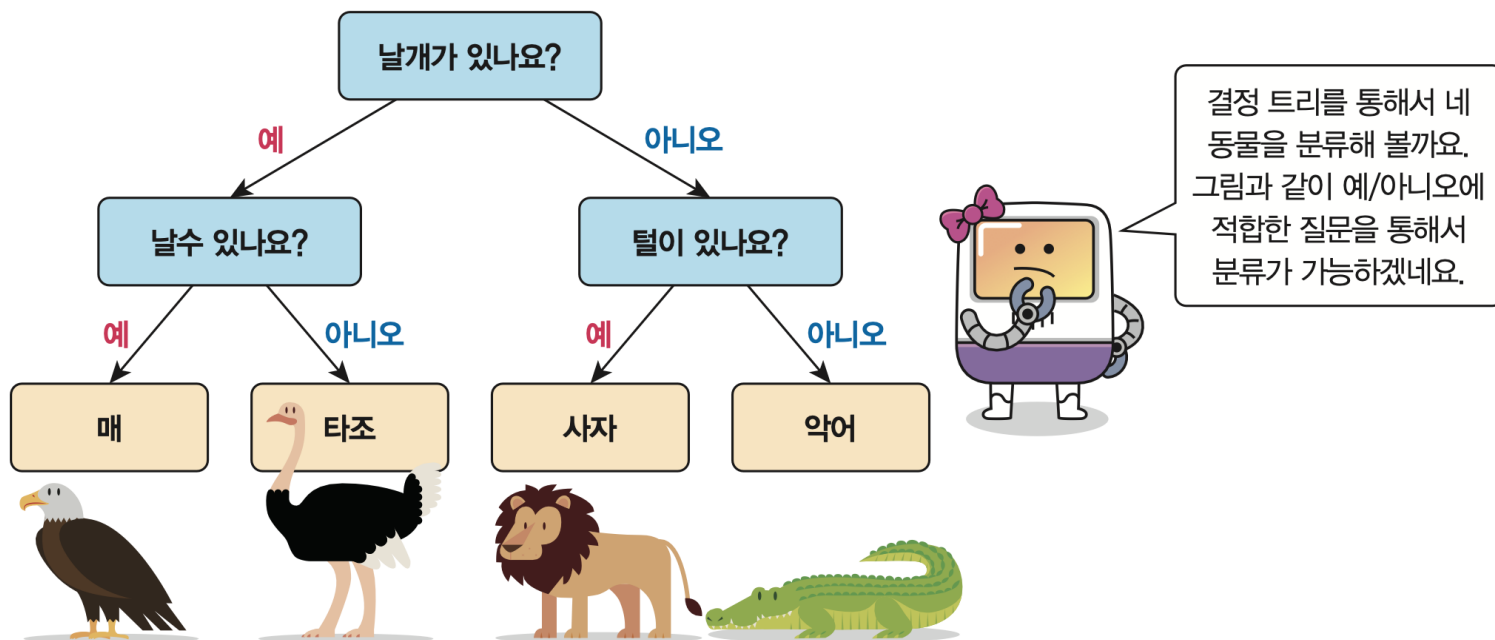 날개가 있나요?
예
아니오
날수 있나요?
털이 있나요?
예
아니오
예
아니오
매
타조
사자
악어
결정 트리를 통해서 네
동물을 분류해 볼까요.
그림과 같이 예/아니오에
적합한 질문을 통해서
분류가 가능하겠네요.